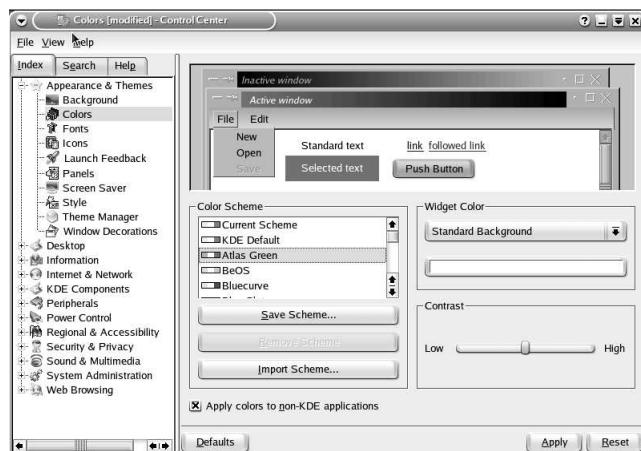 Colors [modified] - Control Center
File View Help
Index Search Help
Appearance & Themes
Background
Colors
Fonts
Icons
Launch Feedback
Panels
Screen Saver
Style
Theme Manager
Window Decorations
Desktop
Information
Internet & Network
KDE Components
Peripherals
Power Control
Regional & Accessibility
Security & Privacy
Sound & Multimedia
System Administration
Web Browsing
Inactive window
Active window
File Edit
New
Open
Save
Standard text
Selected text
link followed link
Push Button
Color Scheme
Current Scheme
KDE Default
Atlas Green
BeOS
Bluecurve
Save Scheme...
Remove Scheme
Import Scheme...
Widget Color
Standard Background
Contrast
Low High
Apply colors to non-KDE applications
Defaults Apply Reset